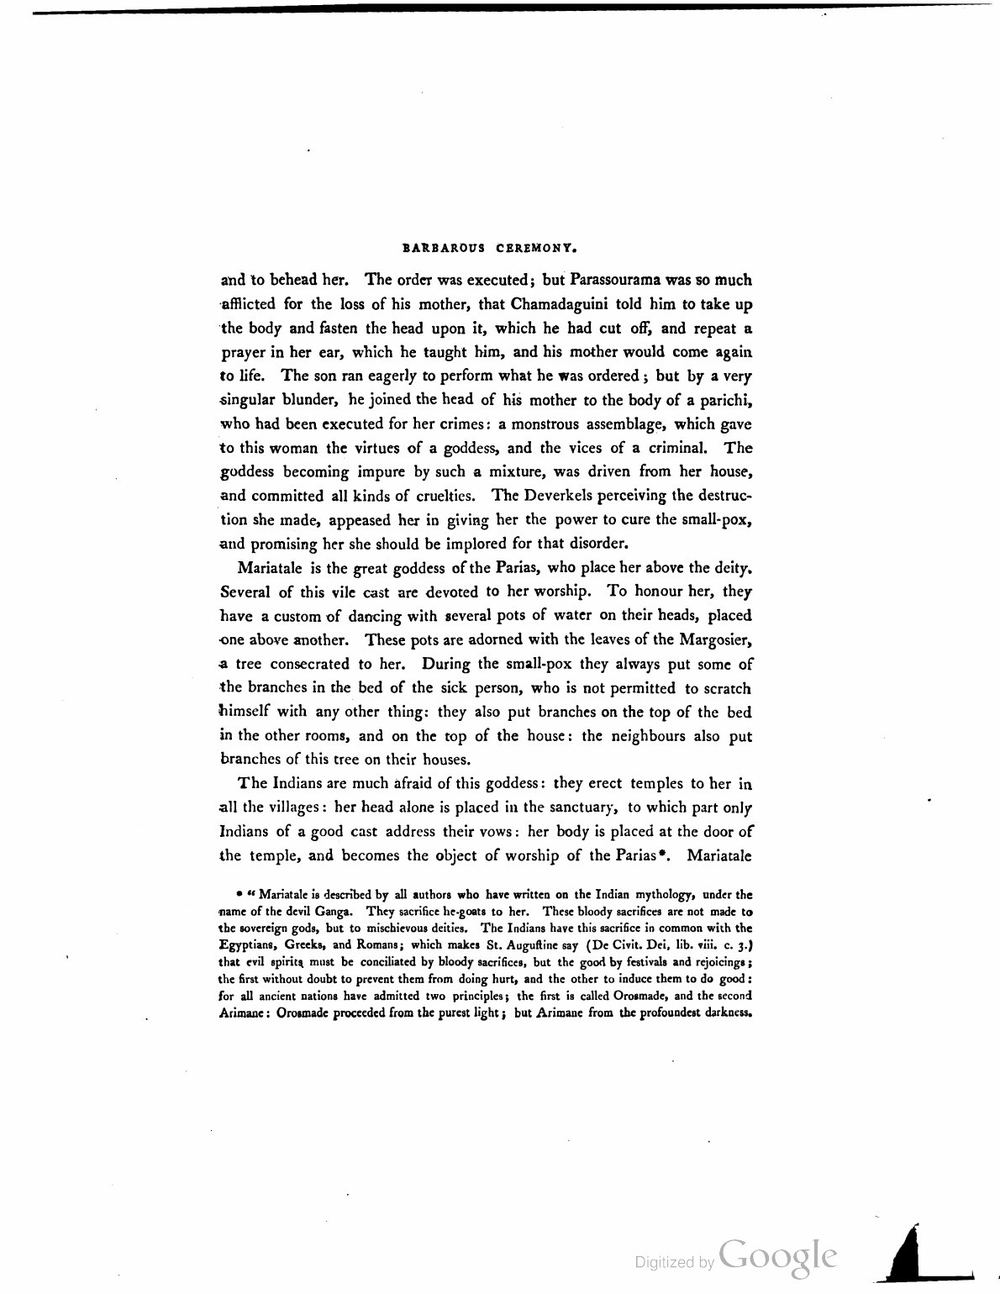 BARBAROUS CEREMONY.
and to behead her. The order was executed; but Parassourama was so much
afflicted for the loss of his mother, that Chamadaguini told him to take up
the body and fasten the head upon it, which he had cut off, and repeat a
prayer in her ear, which he taught him, and his mother would come again
to life. The son ran eagerly to perform what he was ordered; but by a very
singular blunder, he joined the head of his mother to the body of a parichi,
who had been executed for her crimes: a monstrous assemblage, which gave
to this woman the virtues of a goddess, and the vices of a criminal. The
goddess becoming impure by such a mixture, was driven from her house,
and committed all kinds of cruelties. The Deverkels perceiving the destruc-
tion she made, appeased her in giving her the power to cure the small-pox,
and promising her she should be implored for that disorder.
Mariatale is the great goddess of the Parias, who place her above the deity.
Several of this vile cast are devoted to her worship. To honour her, they
have a custom of dancing with several pots of water on their heads, placed
one above another. These pots are adorned with the leaves of the Margosier,
a tree consecrated to her. During the small-pox they always put some of
the branches in the bed of the sick person, who is not permitted to scratch
himself with any other thing: they also put branches on the top of the bed
in the other rooms, and on the top of the house: the neighbours also put
branches of this tree on their houses.
The Indians are much afraid of this goddess: they erect temples to her in
all the villages: her head alone is placed in the sanctuary, to which part only
Indians of a good cast address their vows: her body is placed at the door of
the temple, and becomes the object of worship of the Parias*. Mariatale
* “ Mariatale is described by all authors who have written on the Indian mythology, under the
name of the devil Ganga. They sacrifice he-goats to her. These bloody sacrifices are not made to
the sovereign gods, but to mischievous deities. The Indians have this sacrifice in common with the
Egyptians, Greeks, and Romans; which makes St. Auguſtine say (De Civit. Dei, lib. viii. c. 3.)
that evil spirits must be conciliated by bloody sacrifices, but the good by festivals and rejoicings;
the first without doubt to prevent them from doing hurt, and the other to induce them to do good:
for all ancient nations have admitted two principles; the first is called Orosmade, and the second
Arimane: Orosmade proceeded from the purest light; but Arimane from the profoundest darkness.
Digitized by Google